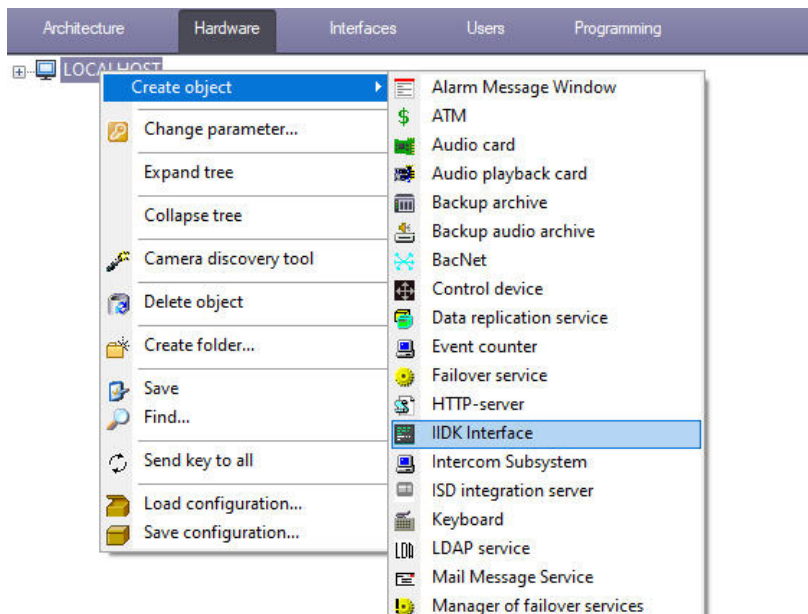 Architecture Hardware Interfaces Users Programming
LOCALHOST
Create object
Change parameter...
Expand tree
Collapse tree
Camera discovery tool
Delete object
Create folder...
Save
Find...
Send key to all
Load configuration...
Save configuration...
Alarm Message Window
ATM
Audio card
Audio playback card
Backup archive
Backup audio archive
BacNet
Control device
Data replication service
Event counter
Failover service
HTTP-server
IIDK Interface
Intercom Subsystem
ISD integration server
Keyboard
LDAP service
Mail Message Service
Manager of failover services